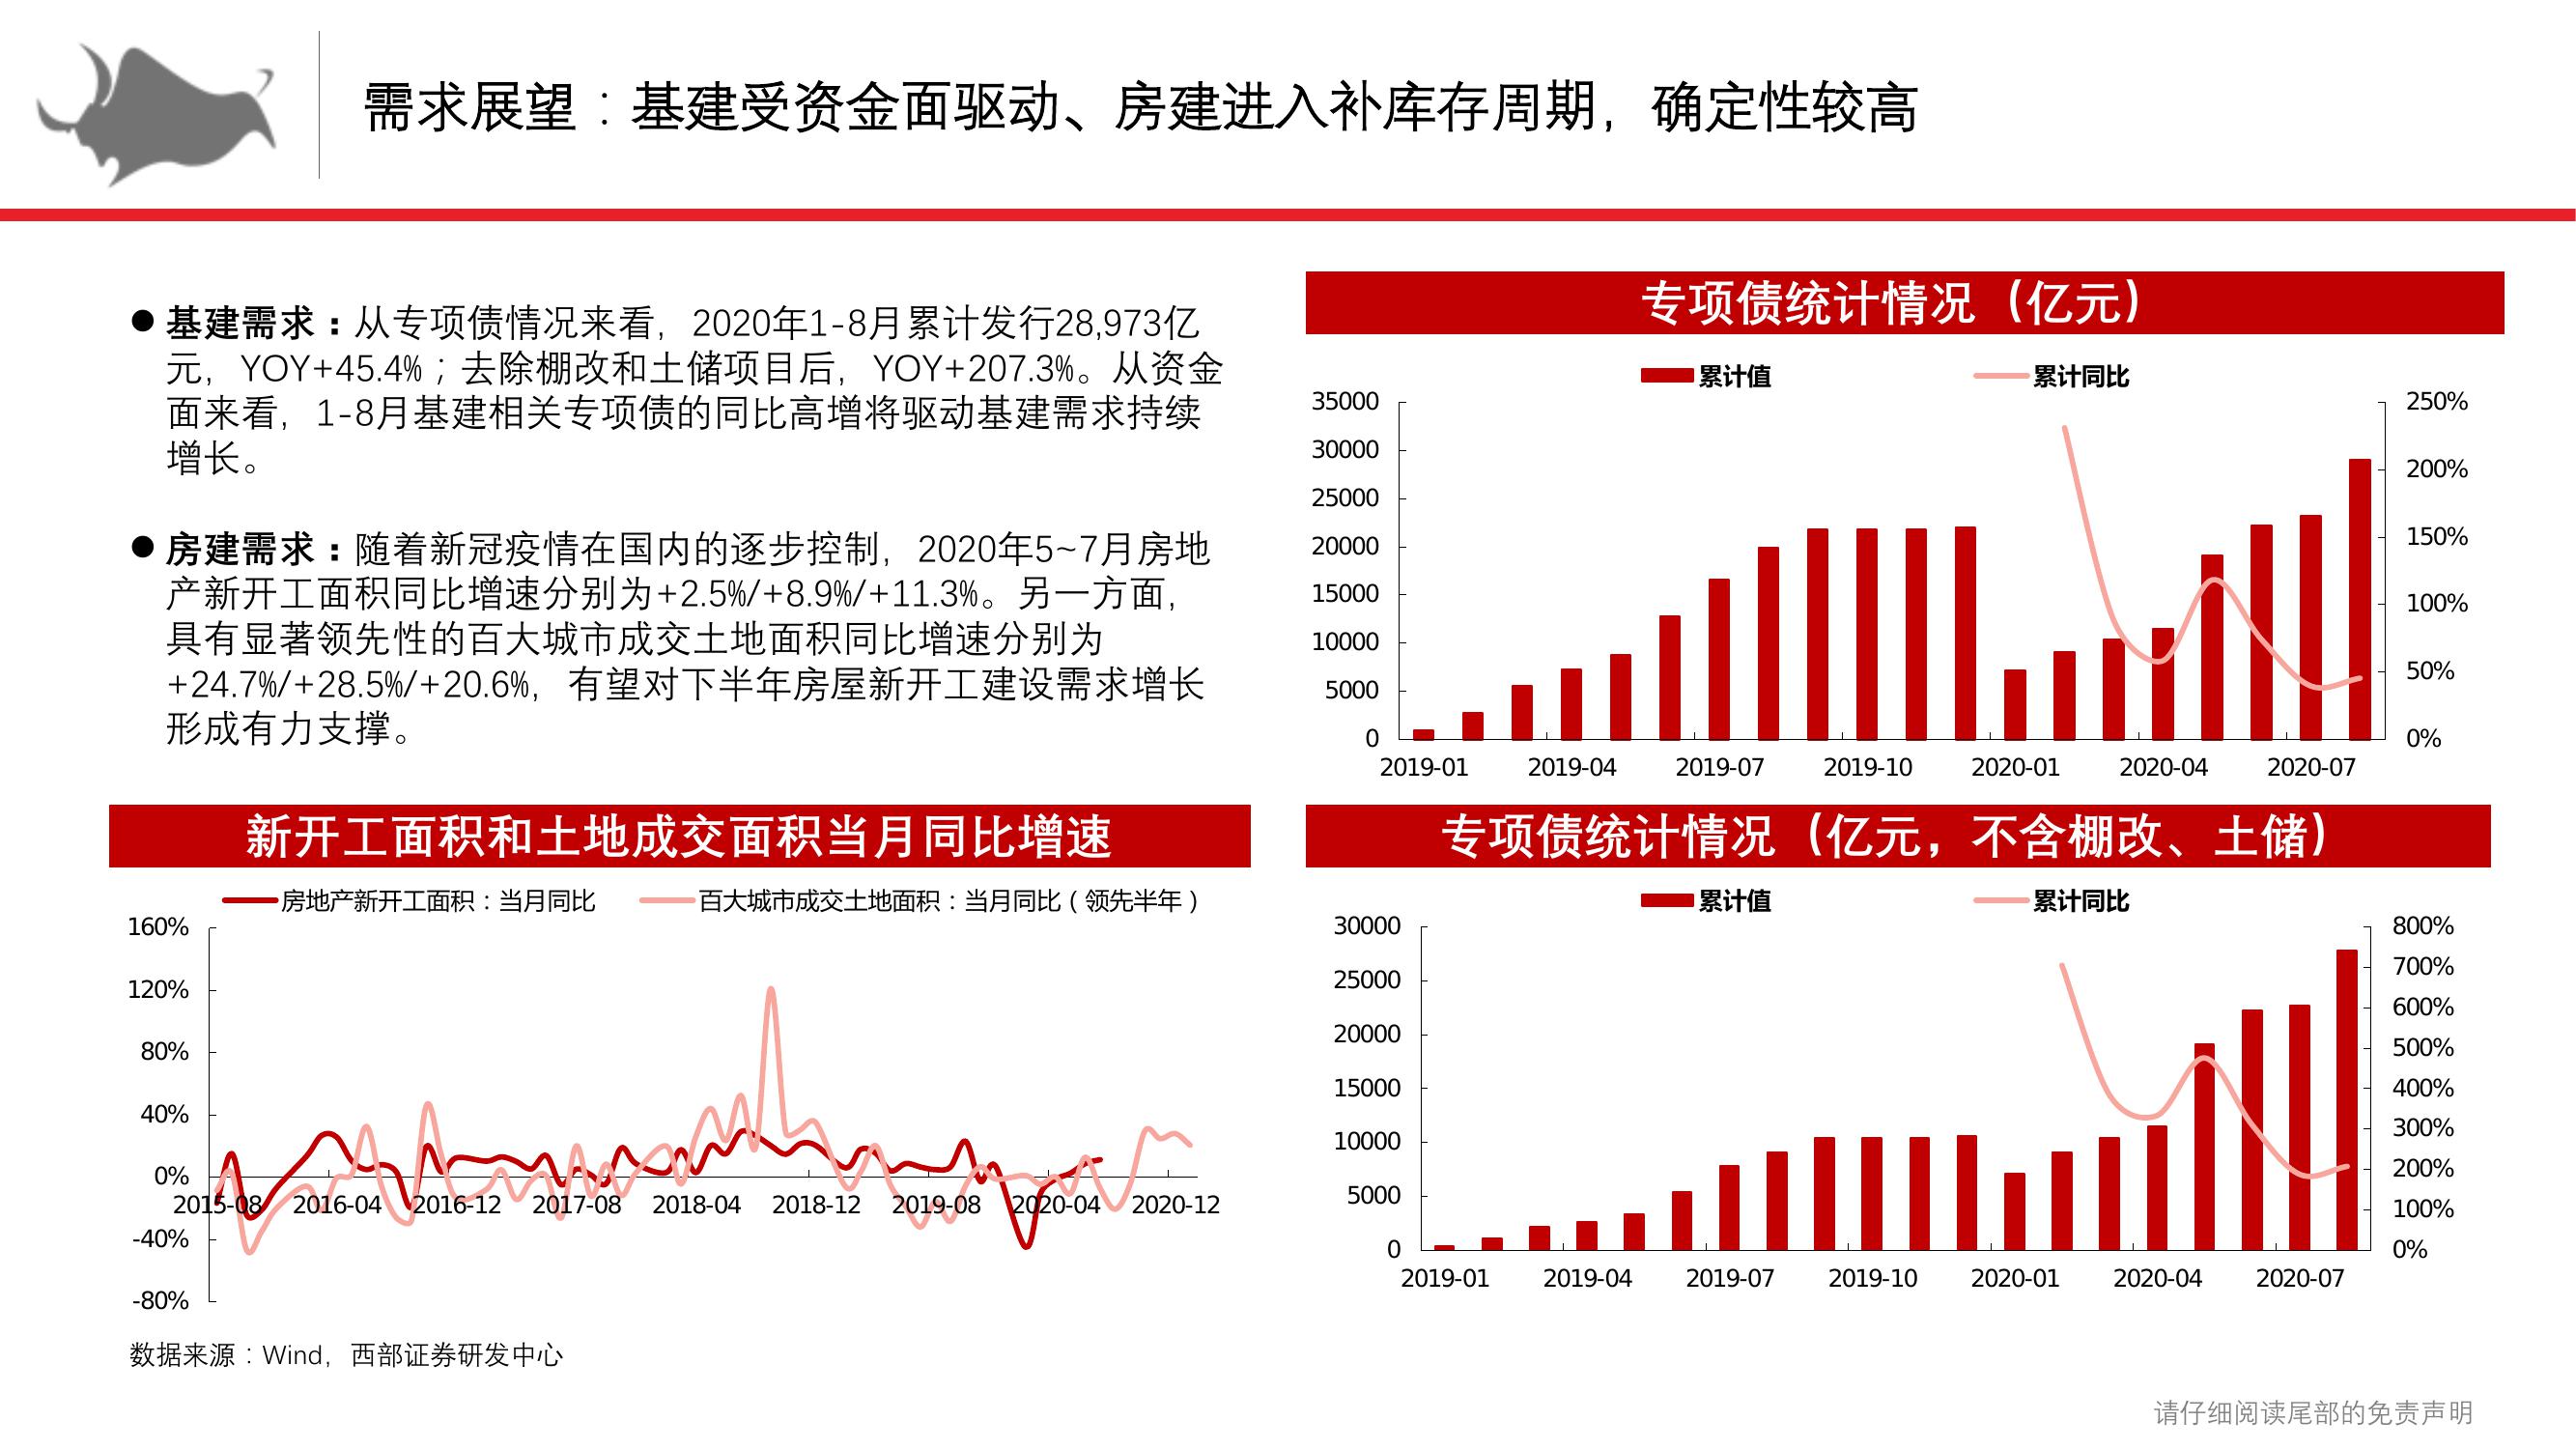 需求展望：基建受资金面驱动、房建进入补库存周期，确定性较高
● 基建需求：从专项债情况来看，2020年1-8月累计发行28,973亿
元，YOY+45.4%；去除棚改和土储项目后，YOY+207.3%。从资金
面来看，1-8月基建相关专项债的同比高增将驱动基建需求持续
增长。
● 房建需求：随着新冠疫情在国内的逐步控制，2020年5~7月房地
产新开工面积同比增速分别为+2.5%/+8.9%/+11.3%。另一方面，
具有显著领先性的百大城市成交土地面积同比增速分别为
+24.7%/+28.5%/+20.6%，有望对下半年房屋新开工建设需求增长
形成有力支撑。
专项债统计情况（亿元）
累计值 累计同比
35000
30000
25000
20000
15000
10000
5000
0
250%
200%
150%
100%
50%
0%
2019-01 2019-04 2019-07 2019-10 2020-01 2020-04 2020-07
新开工面积和土地成交面积当月同比增速
房地产新开工面积：当月同比 百大城市成交土地面积：当月同比（领先半年）
160%
120%
80%
40%
0%
-40%
-80%
2015-08 2016-04 2016-12 2017-08 2018-04 2018-12 2019-08 2020-04 2020-12
专项债统计情况（亿元，不含棚改、土储）
累计值 累计同比
30000
25000
20000
15000
10000
5000
0
800%
700%
600%
500%
400%
300%
200%
100%
0%
2019-01 2019-04 2019-07 2019-10 2020-01 2020-04 2020-07
数据来源：Wind，西部证券研发中心
请仔细阅读尾部的免责声明